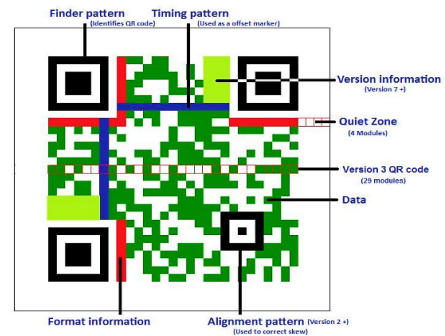 Finder pattern
(Identifies QR code)
Timing pattern
(Used as a offset marker)
Version information
(Version 7 +)
Quiet Zone
(4 Modules)
Version 3 QR code
(29 modules)
Data
Format information
Alignment pattern (Version 2 +)
(Used to correct skew)